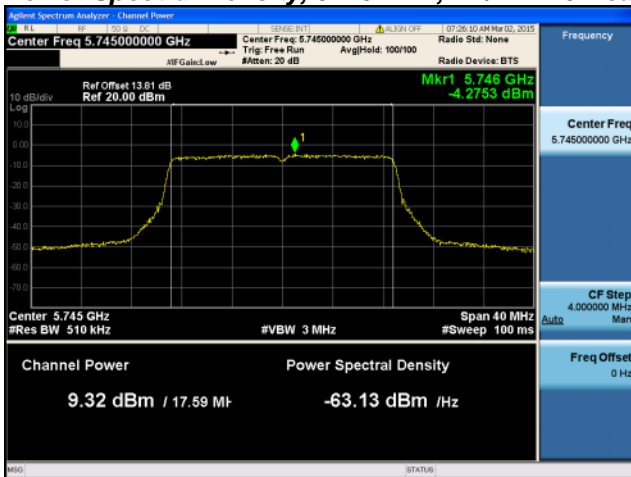 Agilent Spectrum Analyzer - Channel Power
RL RF 50 Ω DC SENSE:INT ALIGN OFF 07:26:10 AM Mar 02, 2015
Center Freq 5.745000000 GHz
Center Freq: 5.745000000 GHz
Radio Std: None
Trig: Free Run Avg|Hold: 100/100
#IFGain:Low #Atten: 20 dB Radio Device: BTS
Ref Offset 13.81 dB
10 dB/div Ref 20.00 dBm
Mkr1 5.746 GHz
-4.2753 dBm
Log
10.0
0.00
-10.0
-20.0
-30.0
-40.0
-50.0
-60.0
-70.0
1
Center 5.745 GHz Span 40 MHz
#Res BW 510 kHz #VBW 3 MHz #Sweep 100 ms
Channel Power Power Spectral Density
9.32 dBm / 17.59 MH -63.13 dBm /Hz
MSG STATUS
Frequency
Center Freq
5.745000000 GHz
CF Step
4.000000 MHz
Auto Man
Freq Offset
0 Hz